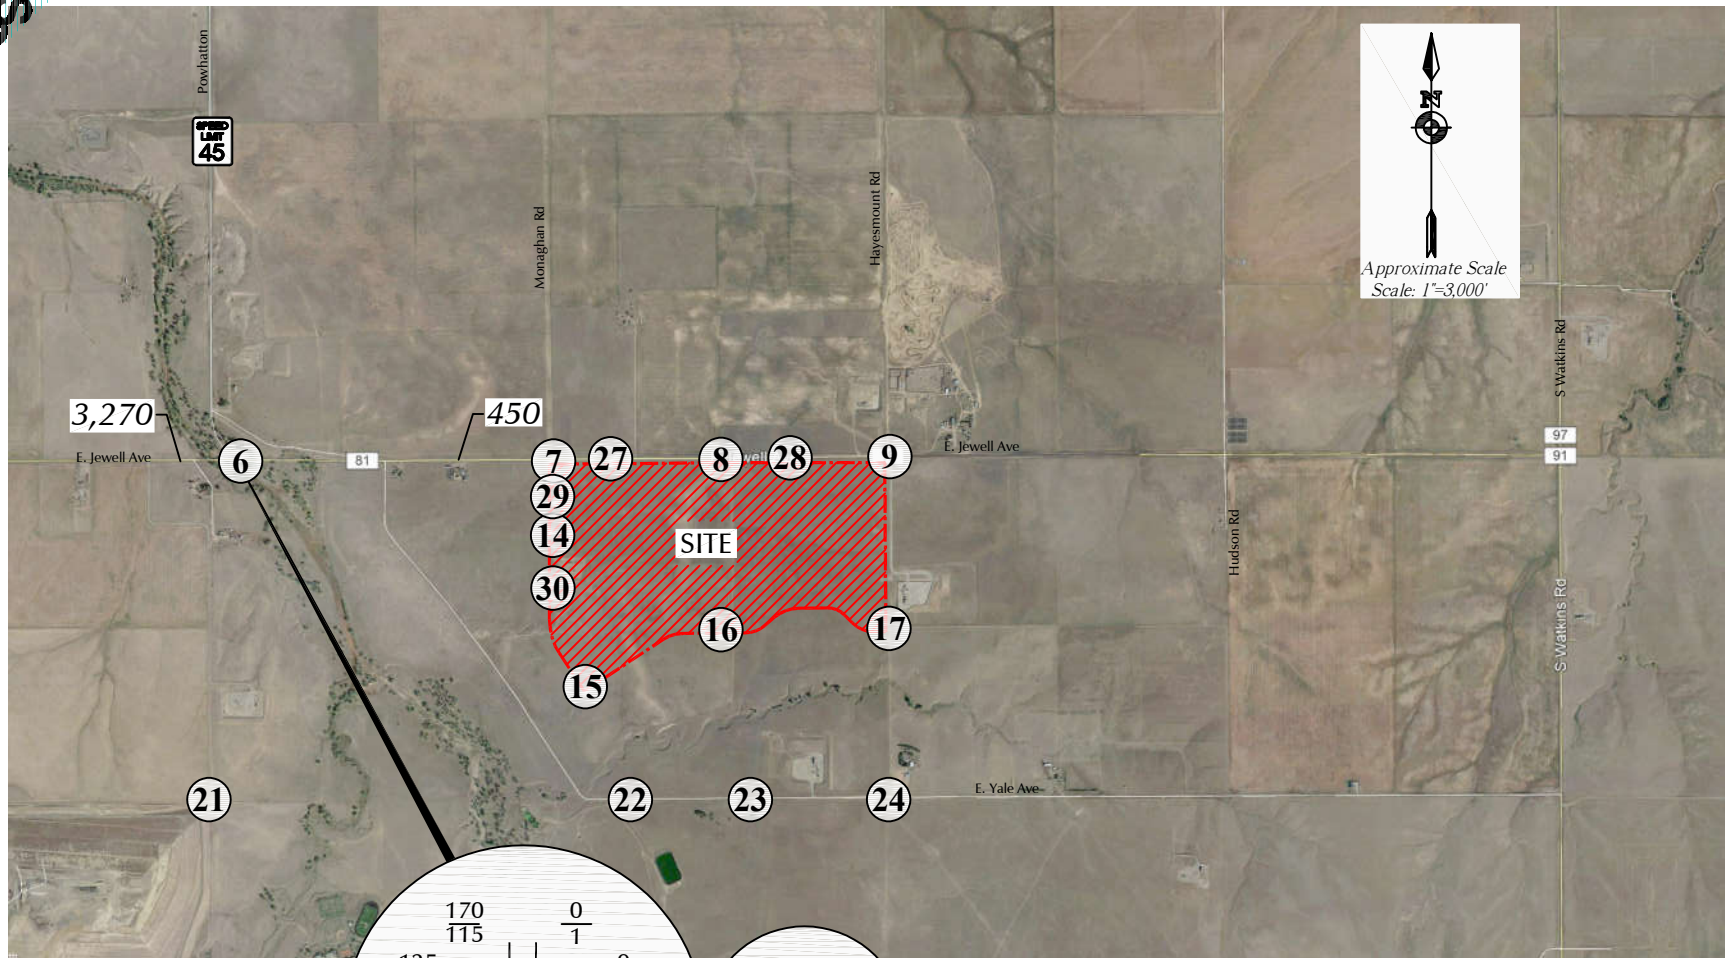 S
Powhatton
SPEED
LIMIT
45
N
Approximate Scale
Scale: 1"=3,000'
Monaghan Rd
Hayesmount Rd
S Watkins Rd
3,270
450
E. Jewell Ave
6
81
7
27
8
well
28
9
E. Jewell Ave
97
91
29
14
SITE
30
Hudson Rd
16
17
S Watkins Rd
15
21
22
23
24
E. Yale Ave
170
115
0
1